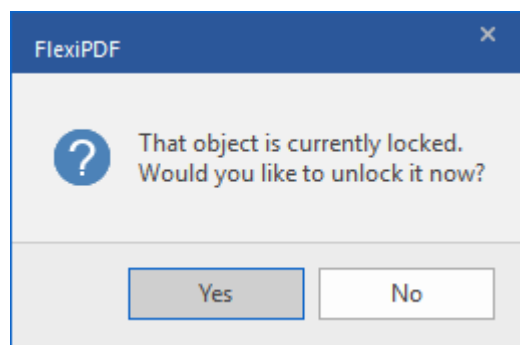 FlexiPDF
That object is currently locked.
Would you like to unlock it now?
Yes
No